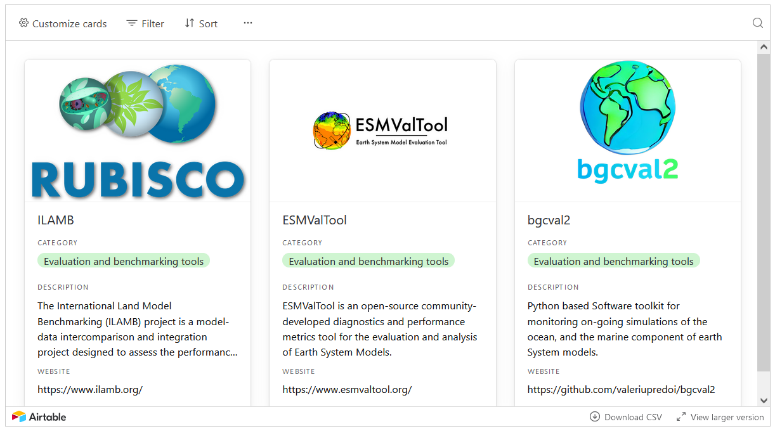 Customize cards Filter Sort ...
RUBISCO
ILAMB
CATEGORY
Evaluation and benchmarking tools
DESCRIPTION
The International Land Model
Benchmarking (ILAMB) project is a model-
data intercomparison and integration
project designed to assess the performanc...
WEBSITE
https://www.ilamb.org/
ESMValTool
Earth System Model Evaluation Tool
ESMValTool
CATEGORY
Evaluation and benchmarking tools
DESCRIPTION
ESMValTool is an open-source community-
developed diagnostics and performance
metrics tool for the evaluation and analysis
of Earth System Models.
WEBSITE
https://www.esmvaltool.org/
bgcval2
bgcval2
CATEGORY
Evaluation and benchmarking tools
DESCRIPTION
Python based Software toolkit for
monitoring on-going simulations of the
ocean, and the marine component of earth
System models.
WEBSITE
https://github.com/valeriupredoi/bgcval2
Airtable Download CSV View larger version